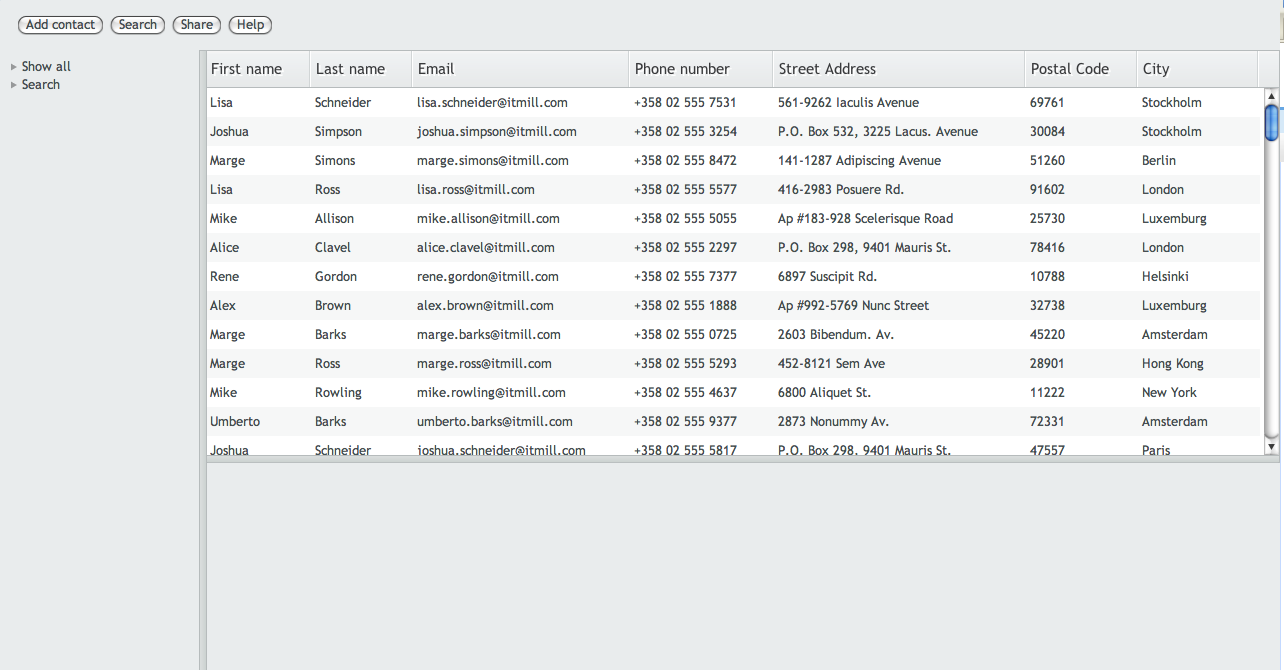 Add contact Search Share Help
Show all
Search
First name Last name Email Phone number Street Address Postal Code City
Lisa Schneider lisa.schneider@itmill.com +358 02 555 7531 561-9262 Iaculis Avenue 69761 Stockholm
Joshua Simpson joshua.simpson@itmill.com +358 02 555 3254 P.O. Box 532, 3225 Lacus. Avenue 30084 Stockholm
Marge Simons marge.simons@itmill.com +358 02 555 8472 141-1287 Adipiscing Avenue 51260 Berlin
Lisa Ross lisa.ross@itmill.com +358 02 555 5577 416-2983 Posuere Rd. 91602 London
Mike Allison mike.allison@itmill.com +358 02 555 5055 Ap #183-928 Scelerisque Road 25730 Luxemburg
Alice Clavel alice.clavel@itmill.com +358 02 555 2297 P.O. Box 298, 9401 Mauris St. 78416 London
Rene Gordon rene.gordon@itmill.com +358 02 555 7377 6897 Suscipit Rd. 10788 Helsinki
Alex Brown alex.brown@itmill.com +358 02 555 1888 Ap #992-5769 Nunc Street 32738 Luxemburg
Marge Barks marge.barks@itmill.com +358 02 555 0725 2603 Bibendum. Av. 45220 Amsterdam
Marge Ross marge.ross@itmill.com +358 02 555 5293 452-8121 Sem Ave 28901 Hong Kong
Mike Rowling mike.rowling@itmill.com +358 02 555 4637 6800 Aliquet St. 11222 New York
Umberto Barks umberto.barks@itmill.com +358 02 555 9377 2873 Nonummy Av. 72331 Amsterdam
Joshua Schneider joshua.schneider@itmill.com +358 02 555 5817 P.O. Box 298, 9401 Mauris St. 47557 Paris